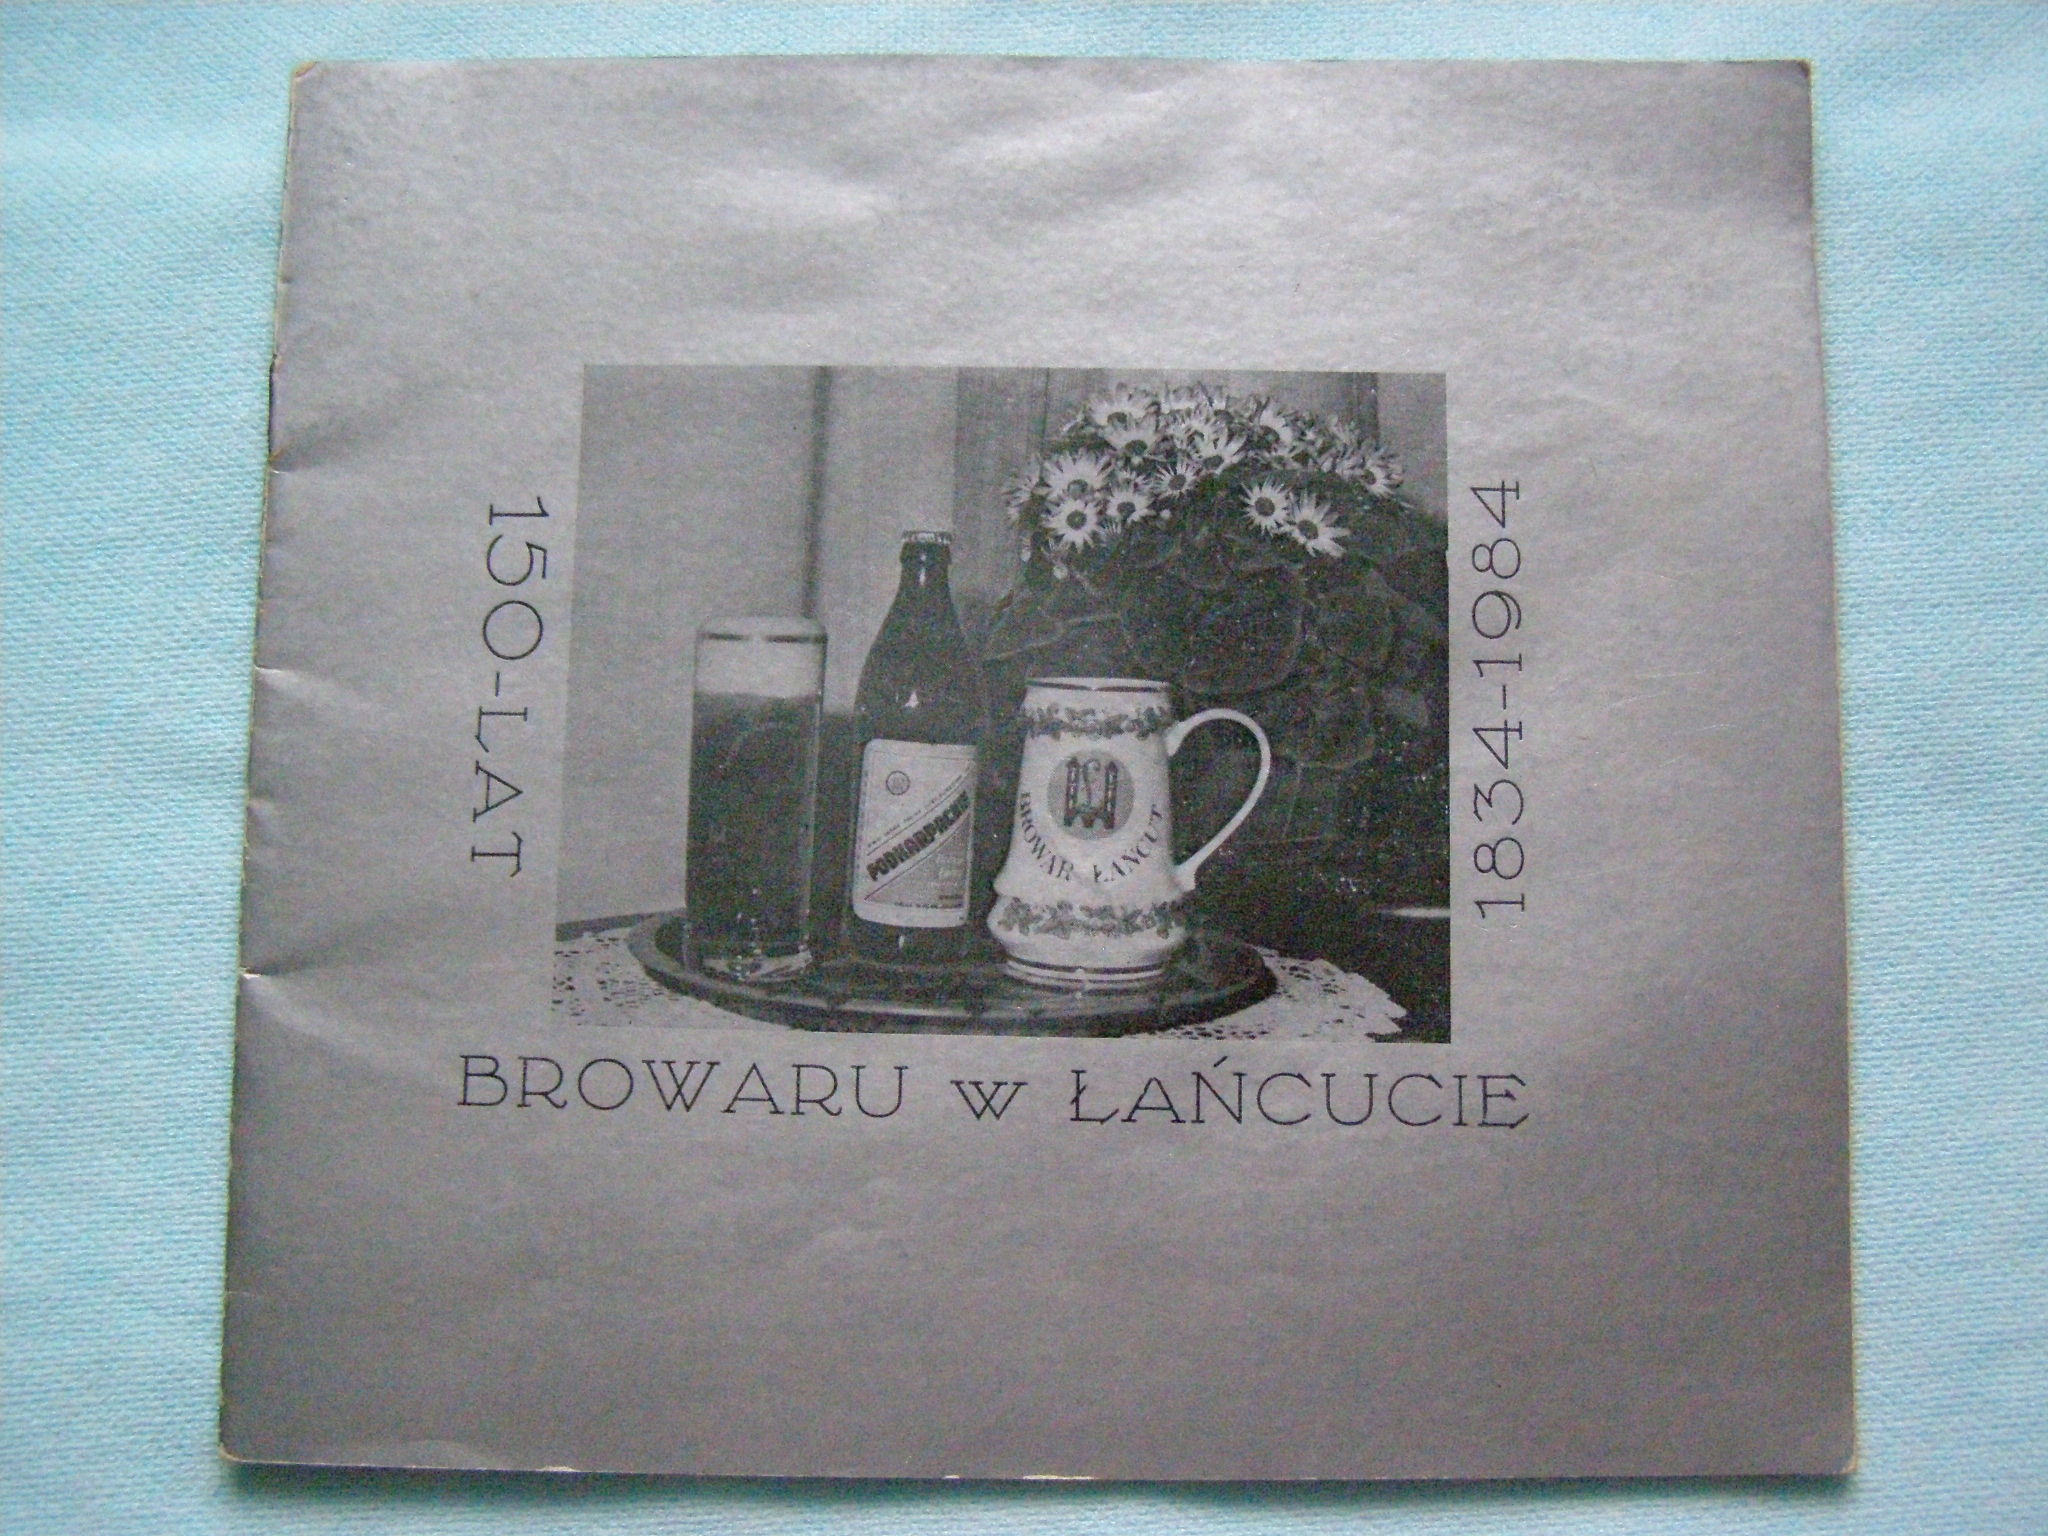 150-LAT
PODKARPACKIE
BROWAR ŁAŃCUT
1834-1984
BROWARU w ŁAŃCUCIE